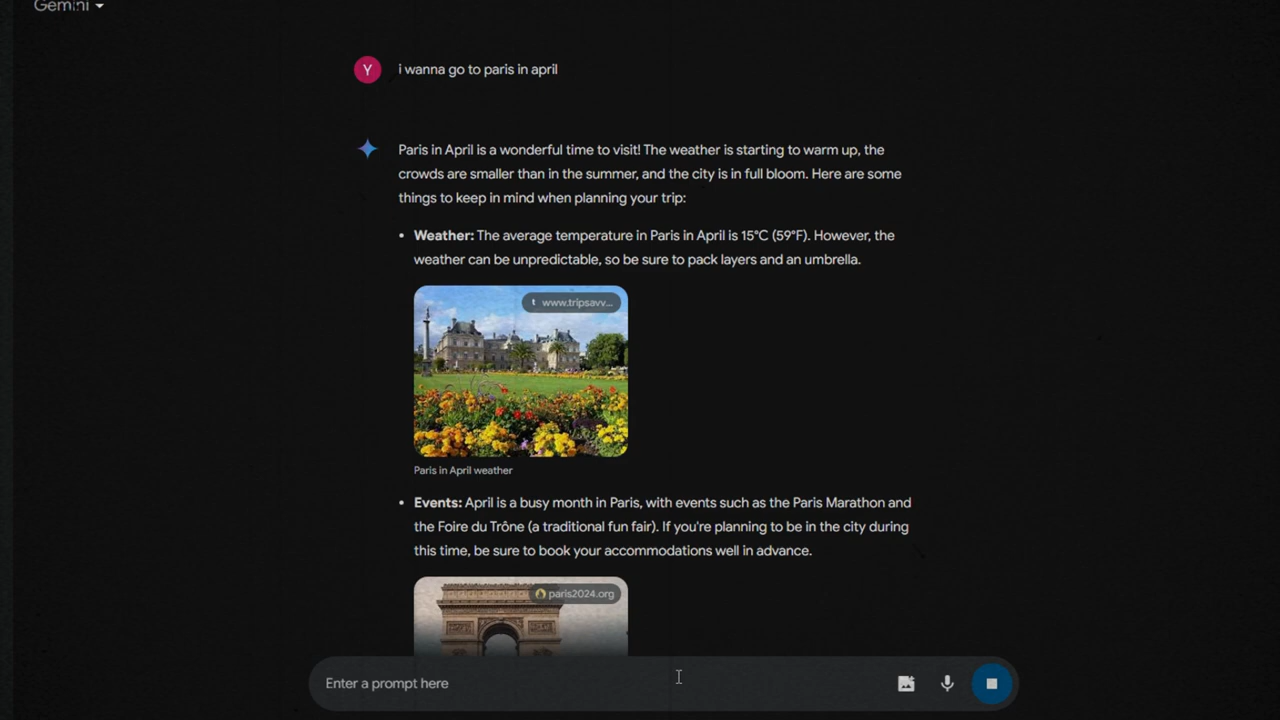 Gemini
Y
i wanna go to paris in april
Paris in April is a wonderful time to visit! The weather is starting to warm up, the
crowds are smaller than in the summer, and the city is in full bloom. Here are some
things to keep in mind when planning your trip:
• Weather: The average temperature in Paris in April is 15°C (59°F). However, the
weather can be unpredictable, so be sure to pack layers and an umbrella.
t www.tripsavv...
Paris in April weather
• Events: April is a busy month in Paris, with events such as the Paris Marathon and
the Foire du Trône (a traditional fun fair). If you're planning to be in the city during
this time, be sure to book your accommodations well in advance.
paris2024.org
Enter a prompt here